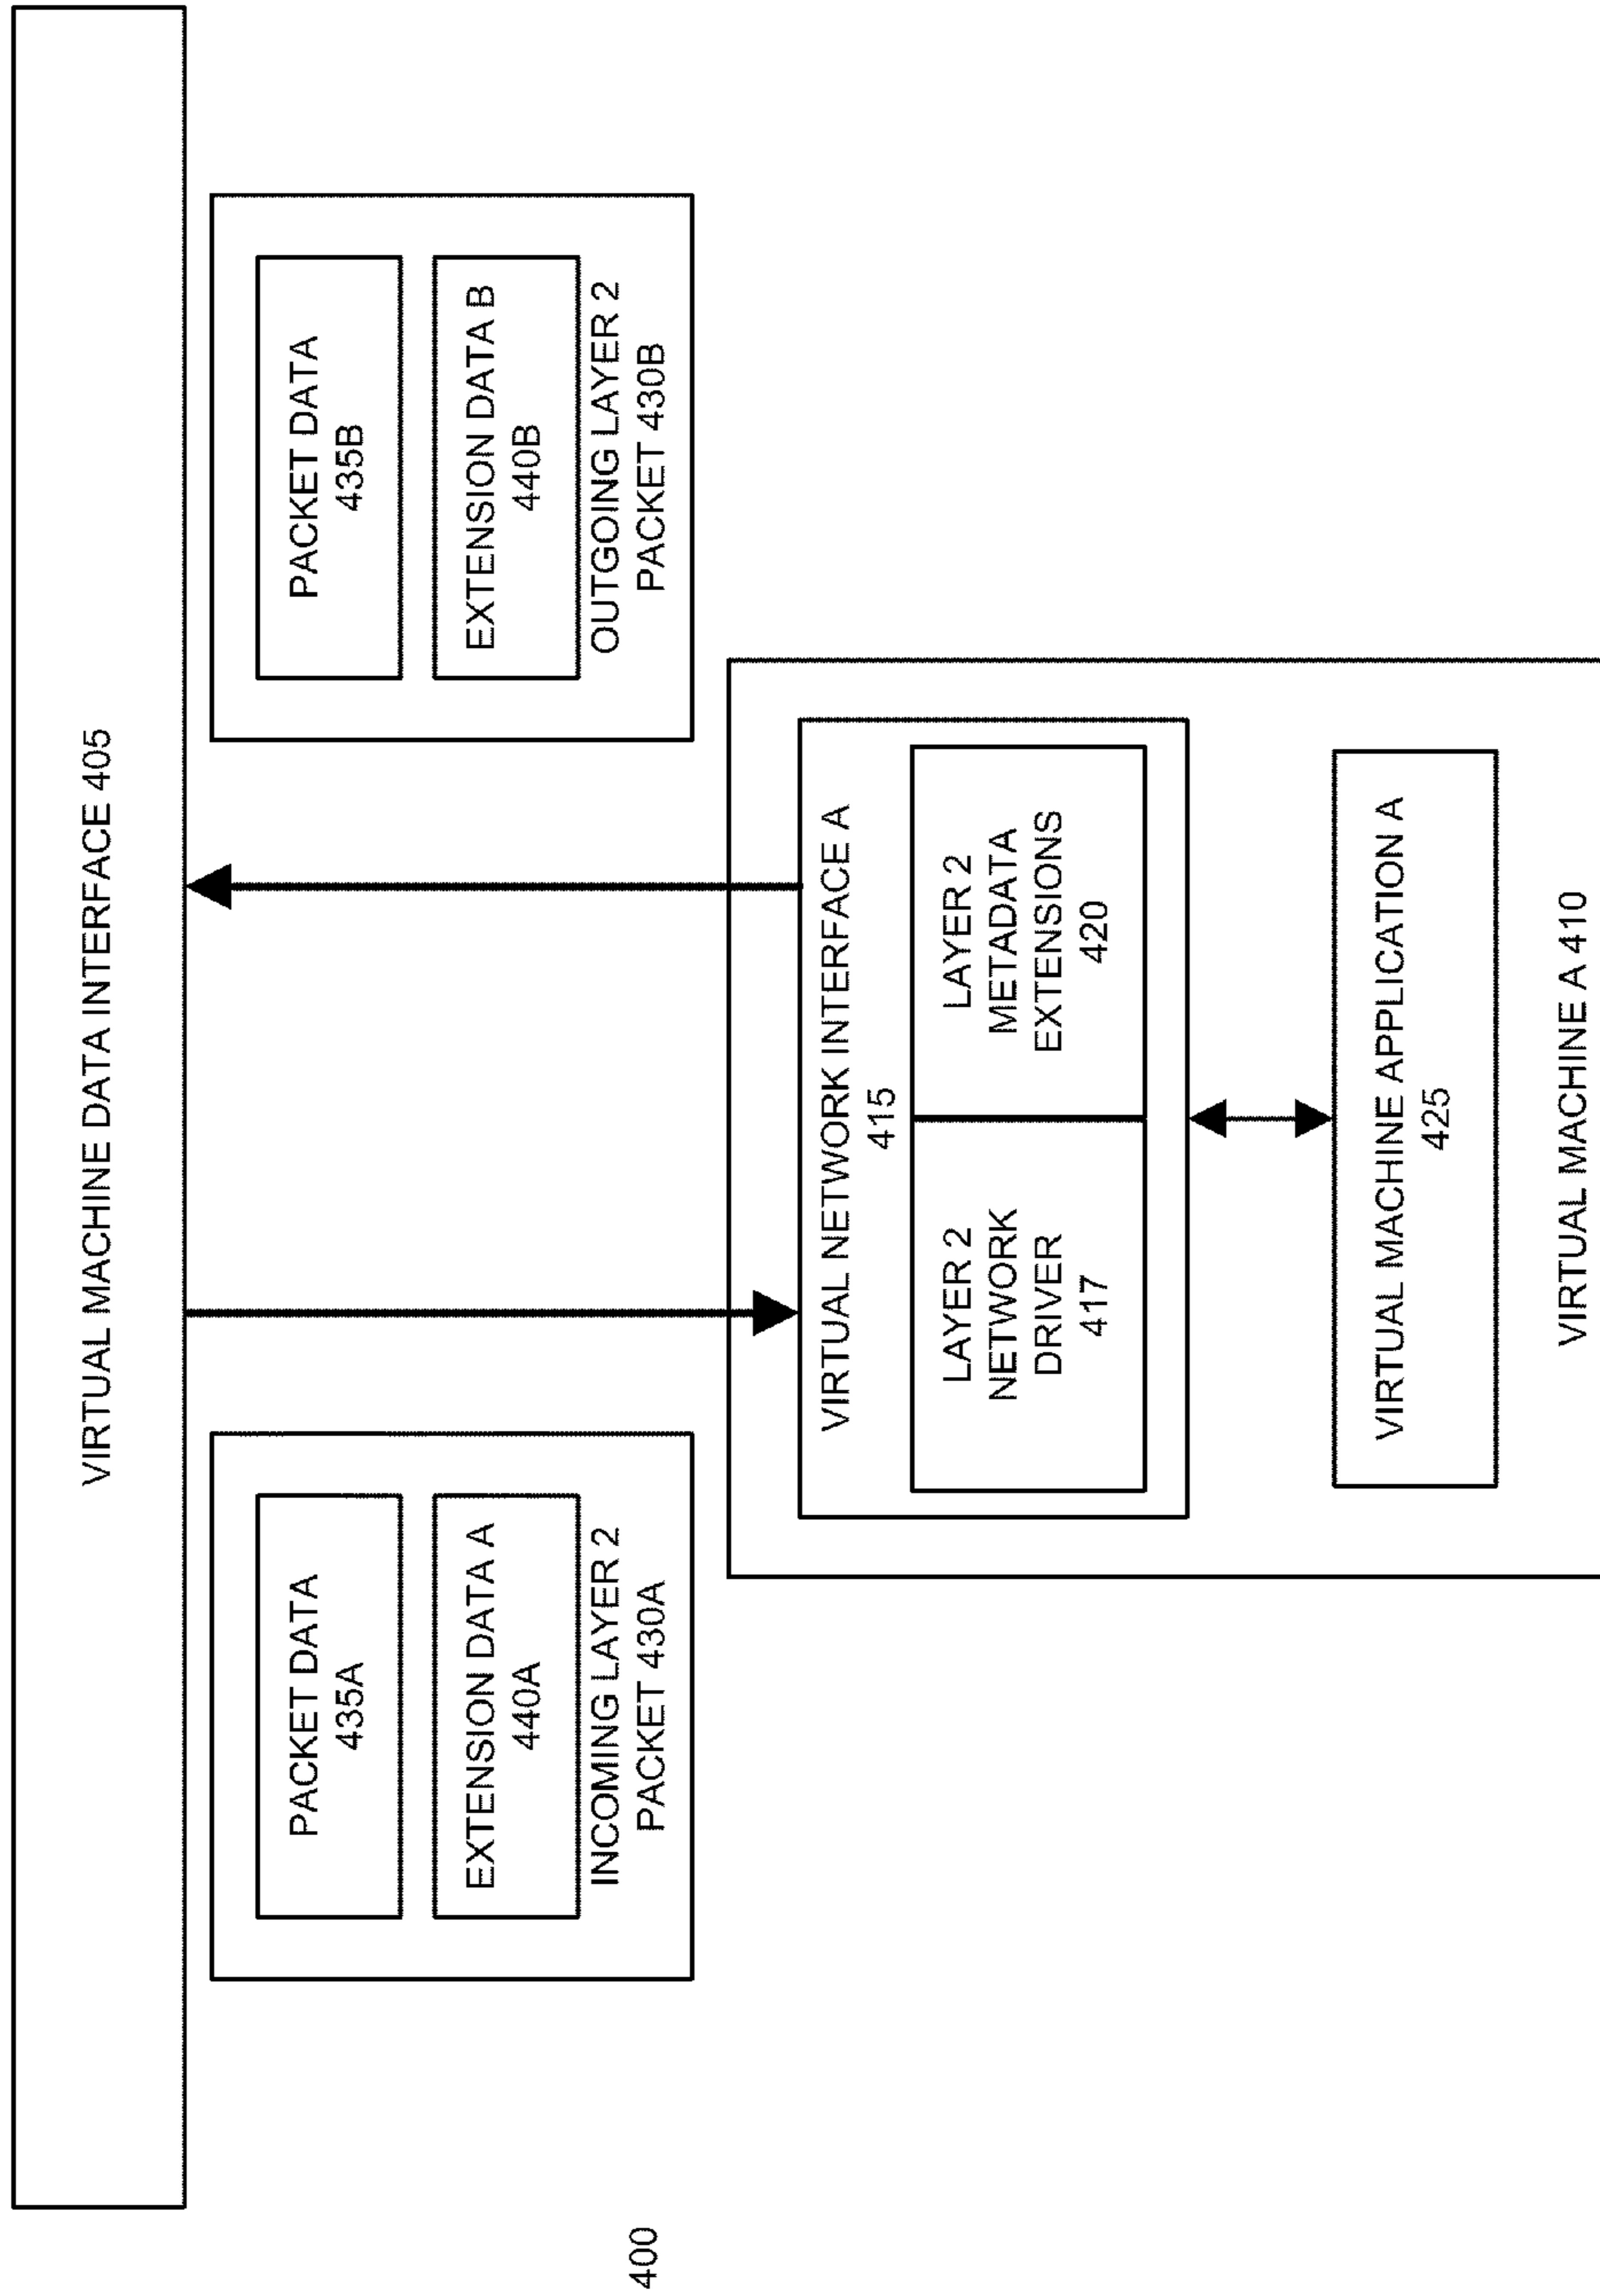 VIRTUAL MACHINE DATA INTERFACE 405
PACKET DATA
435A
EXTENSION DATA A
440A
INCOMING LAYER 2
PACKET 430A
PACKET DATA
435B
EXTENSION DATA B
440B
OUTGOING LAYER 2
PACKET 430B
VIRTUAL NETWORK INTERFACE A
415
LAYER 2
NETWORK
DRIVER
417
LAYER 2
METADATA
EXTENSIONS
420
VIRTUAL MACHINE APPLICATION A
425
VIRTUAL MACHINE A 410
400